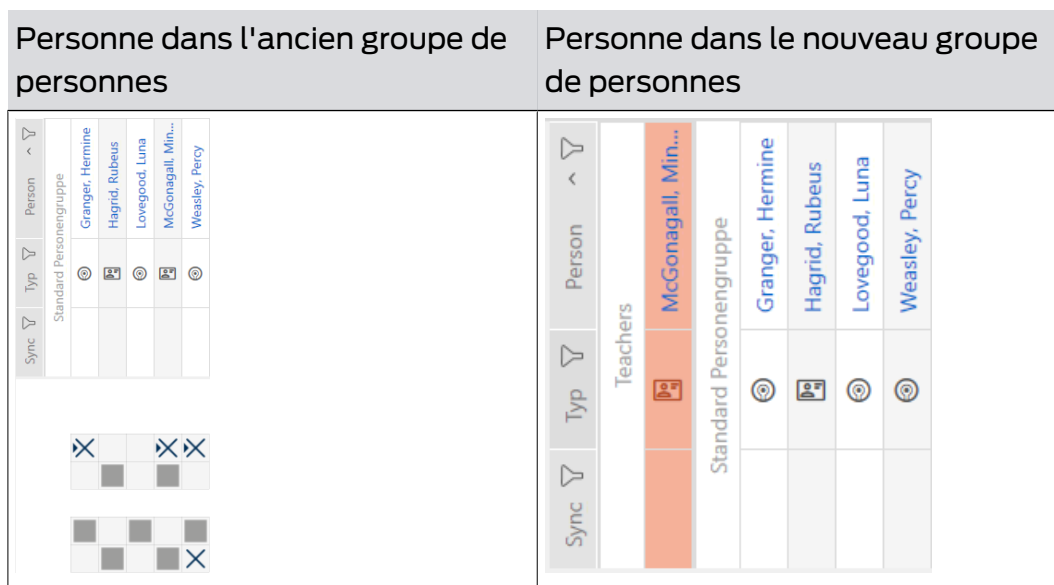 Personne dans l'ancien groupe de
personnes
Personne dans le nouveau groupe
de personnes
Sync Typ Person
Standard Personengruppe
Granger, Hermine
Hagrid, Rubeus
Lovegood, Luna
McGonagall, Min...
Weasley, Percy
Sync Typ Person
Teachers
McGonagall, Min...
Standard Personengruppe
Granger, Hermine
Hagrid, Rubeus
Lovegood, Luna
Weasley, Percy